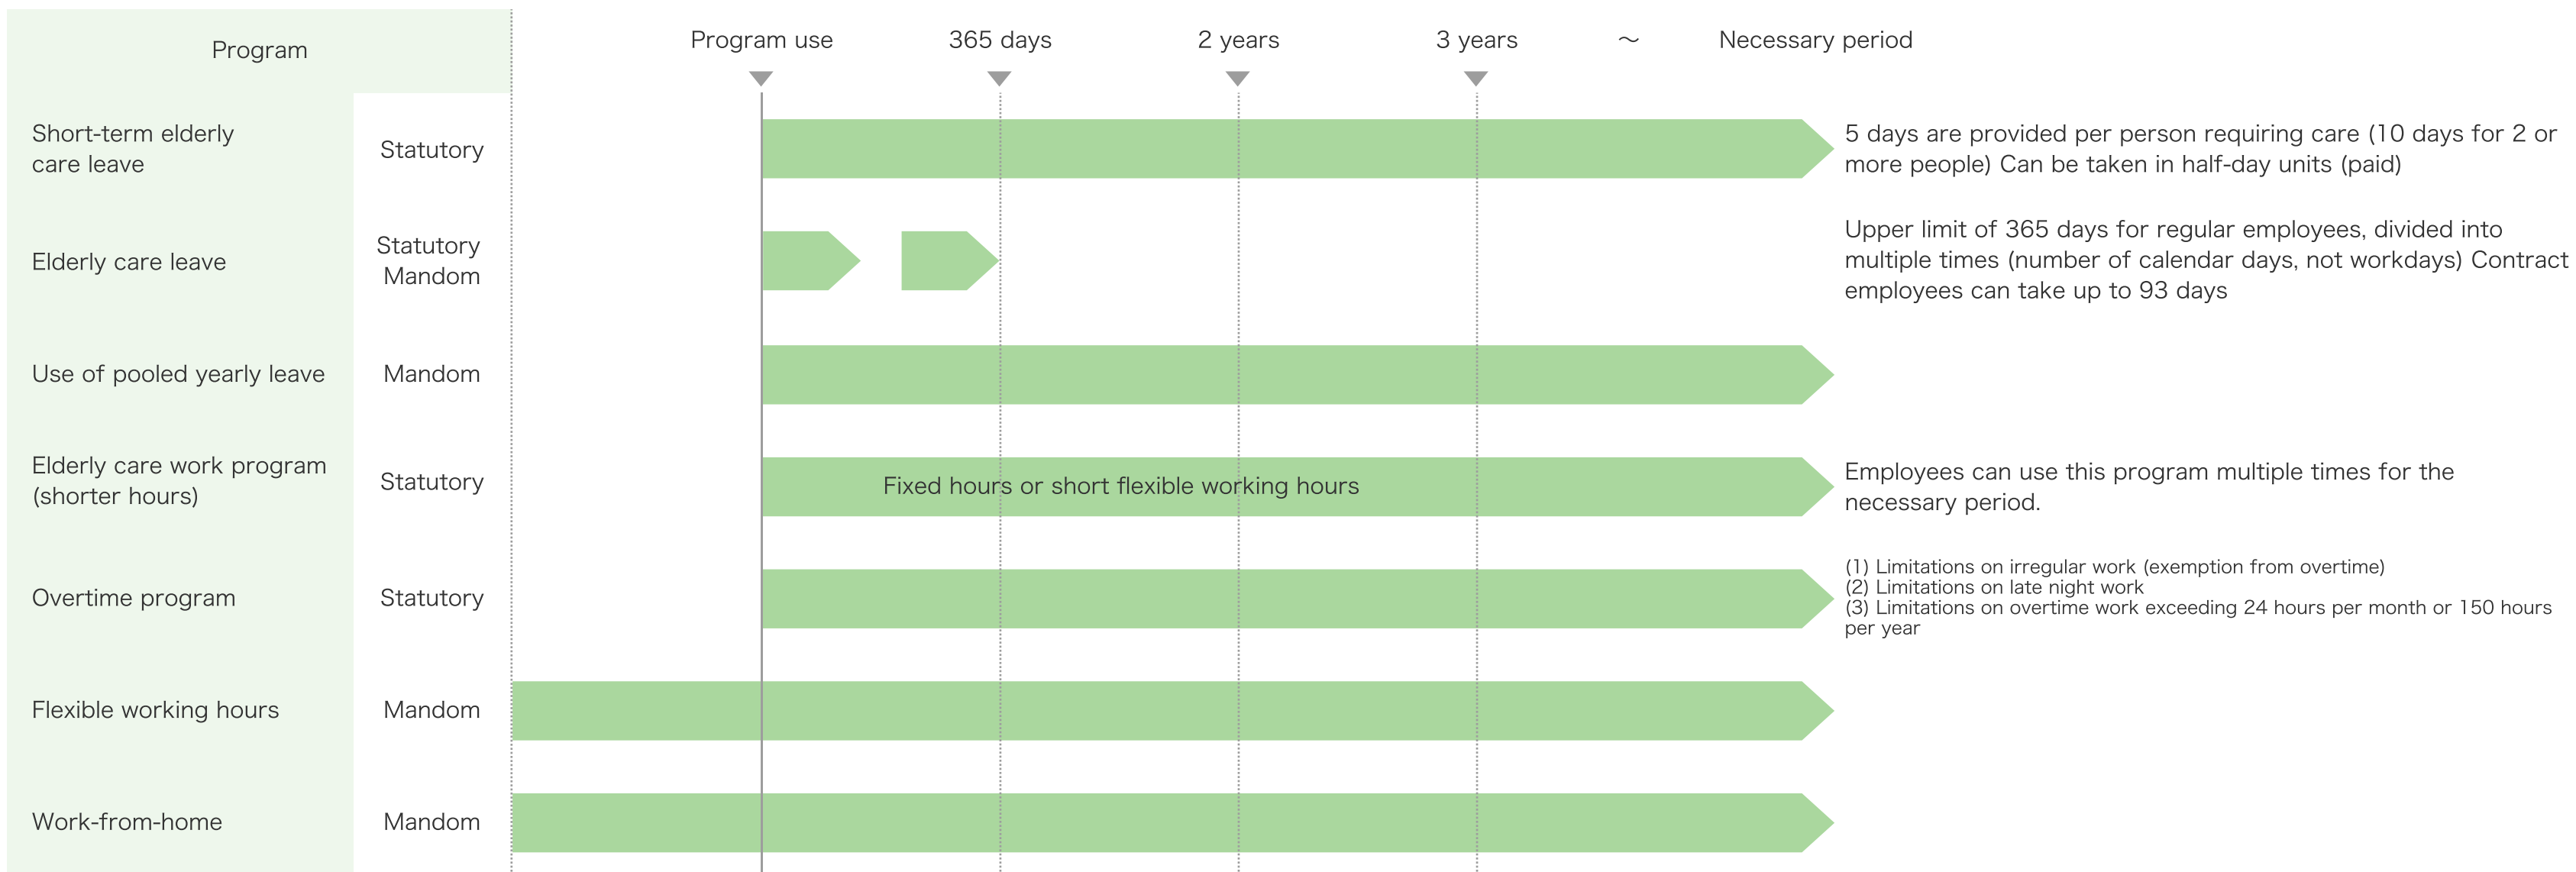 Program
Program use
365 days
2 years
3 years
～
Necessary period
Short-term elderly
care leave
Statutory
5 days are provided per person requiring care (10 days for 2 or
more people) Can be taken in half-day units (paid)
Elderly care leave
Statutory
Mandom
Upper limit of 365 days for regular employees, divided into
multiple times (number of calendar days, not workdays) Contract
employees can take up to 93 days
Use of pooled yearly leave
Mandom
Elderly care work program
(shorter hours)
Statutory
Fixed hours or short flexible working hours
Employees can use this program multiple times for the
necessary period.
Overtime program
Statutory
(1) Limitations on irregular work (exemption from overtime)
(2) Limitations on late night work
(3) Limitations on overtime work exceeding 24 hours per month or 150 hours
per year
Flexible working hours
Mandom
Work-from-home
Mandom